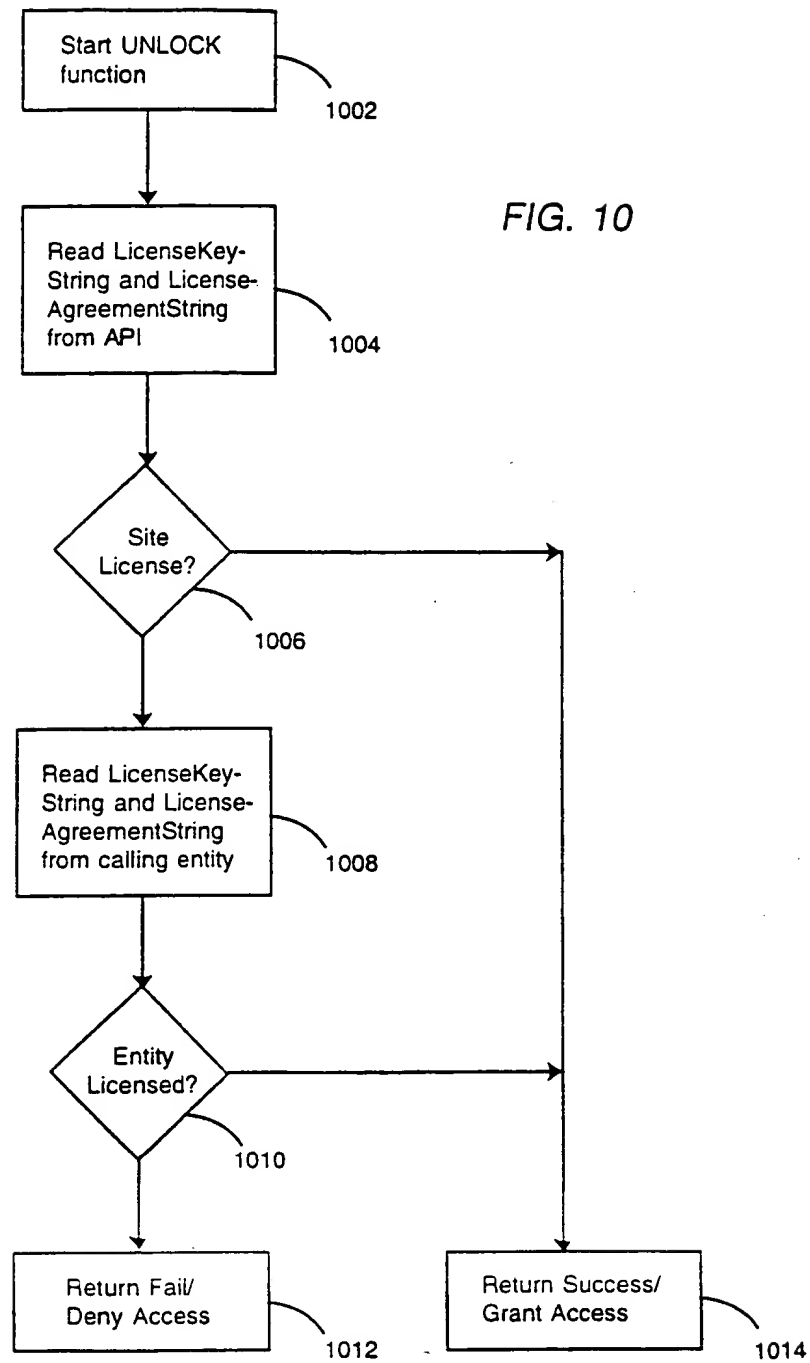 Start UNLOCK
function
1002
FIG. 10
Read LicenseKey-
String and License-
AgreementString
from API
1004
Site
License?
1006
Read LicenseKey-
String and License-
AgreementString
from calling entity
1008
Entity
Licensed?
1010
Return Fail/
Deny Access
1012
Return Success/
Grant Access
1014